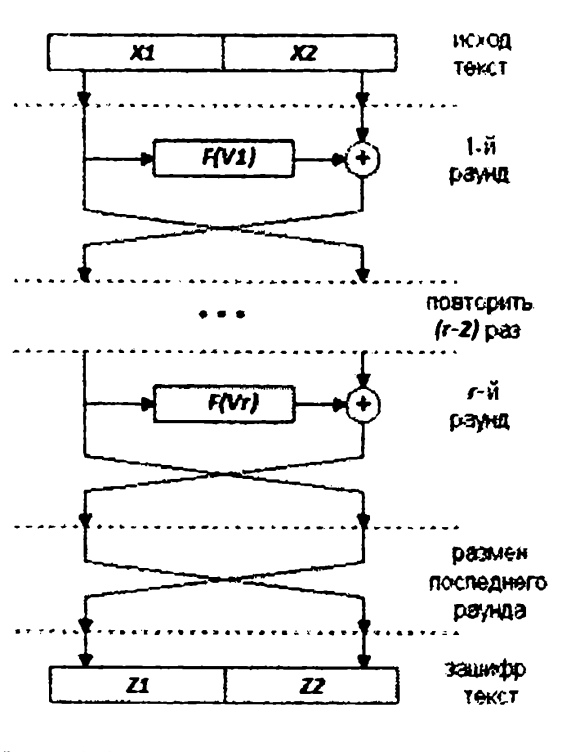 X1 X2
исход
текст
F(V1)
+
1-й
раунд
• • •
повторить
(r-2) раз
F(Vr)
+
r-й
раунд
размен
последнего
раунда
Z1 Z2
зашифр
текст